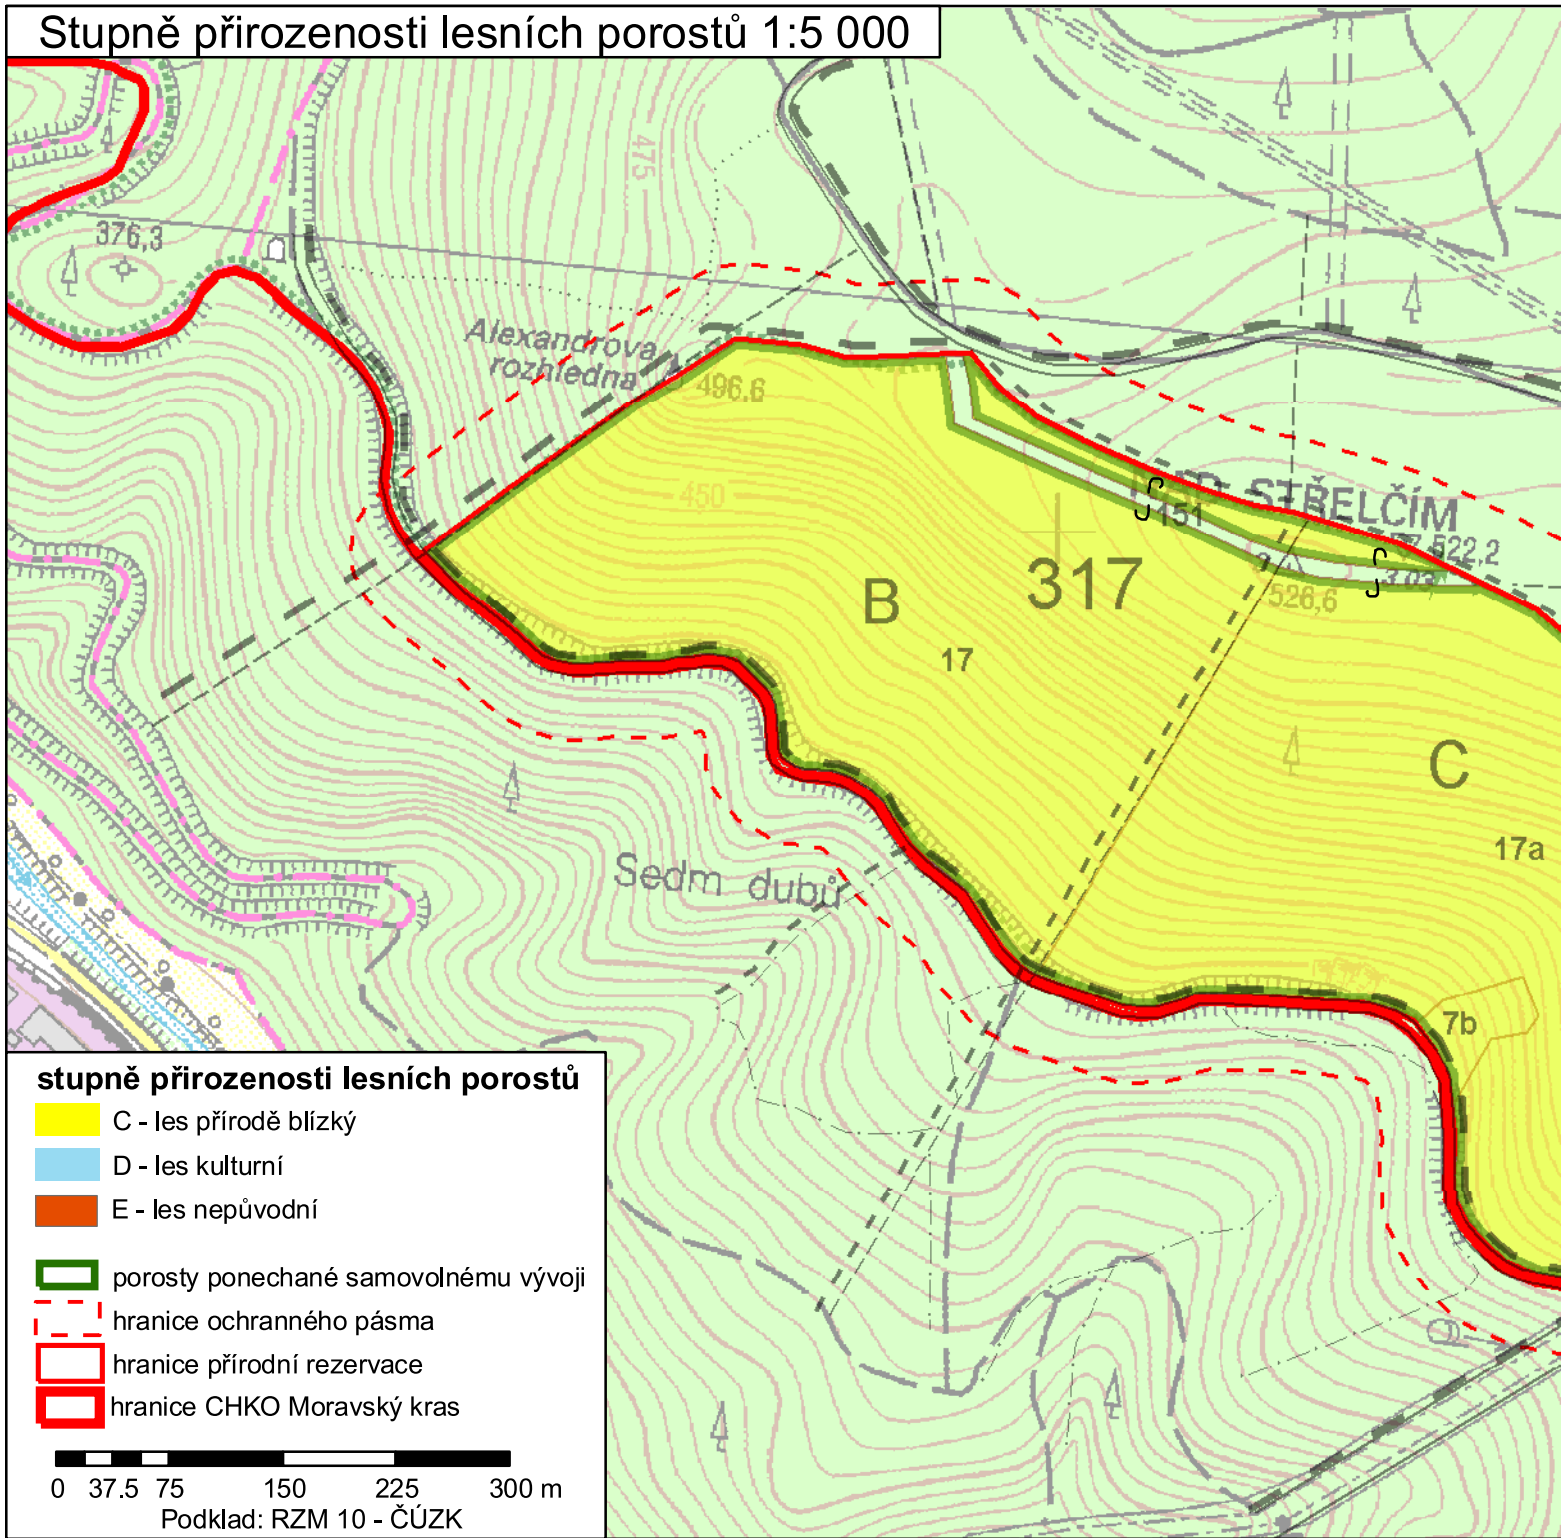 Stupně přirozenosti lesních porostů 1:5 000
475
376,3
Alexandrova
rozhledna
496.6
450
STŘELČÍM
151
522,2
3.03
526,6
317
B
17
C
17a
Sedm dubů
7b
stupně přirozenosti lesních porostů
C - les přírodě blízký
D - les kulturní
E - les nepůvodní
porosty ponechané samovolnému vývoji
hranice ochranného pásma
hranice přírodní rezervace
hranice CHKO Moravský kras
0 37.5 75 150 225 300 m
Podklad: RZM 10 - ČÚZK